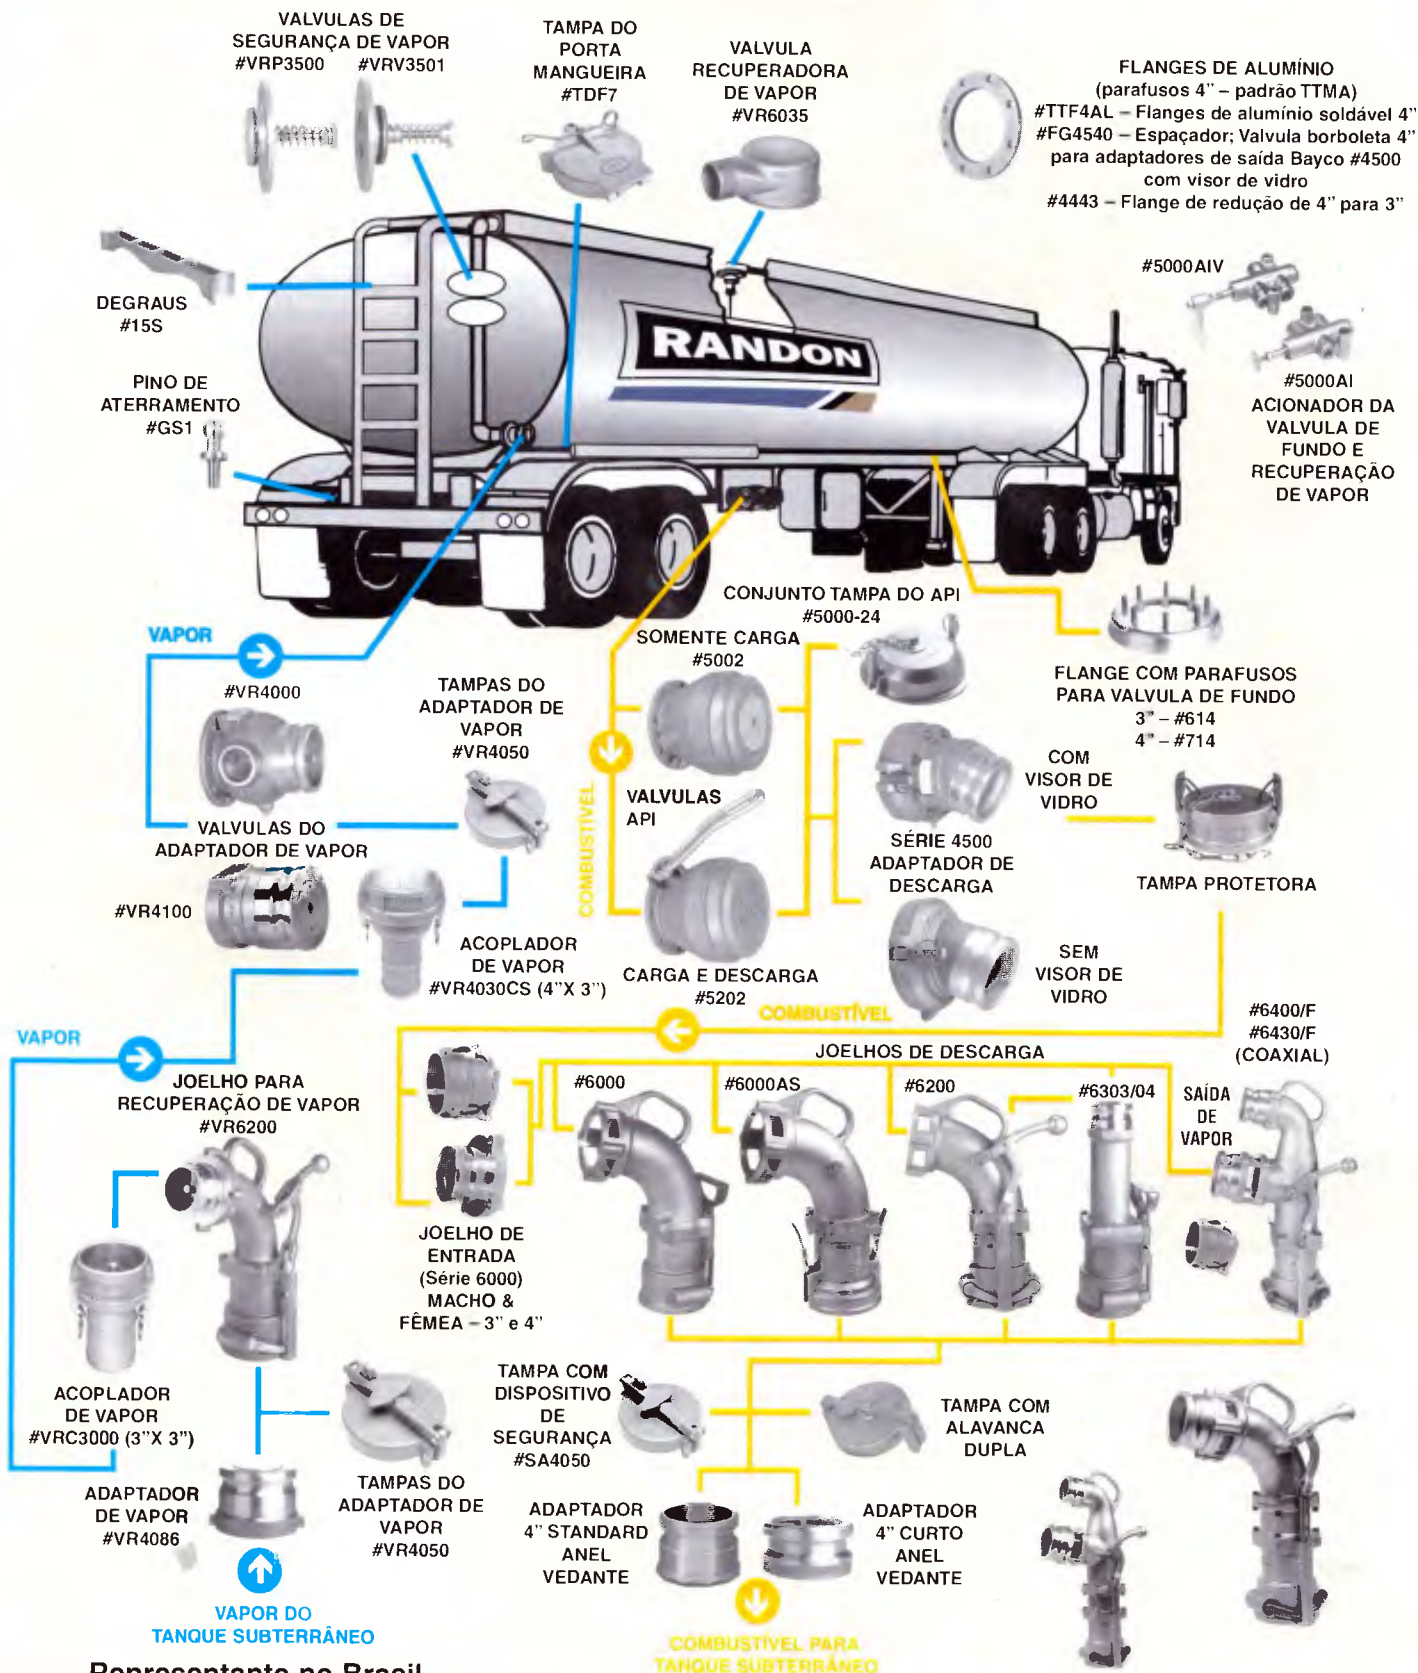 VALVULAS DE
SEGURANÇA DE VAPOR
#VRP3500 #VRV3501
TAMPA DO
PORTA
MANGUEIRA
#TDF7
VALVULA
RECUPERADORA
DE VAPOR
#VR6035
FLANGES DE ALUMÍNIO
(parafusos 4" – padrão TTMA)
#TTF4AL – Flanges de alumínio soldável 4"
#FG4540 – Espaçador; Valvula borboleta 4"
para adaptadores de saída Bayco #4500
com visor de vidro
#4443 – Flange de redução de 4" para 3"
DEGRAUS
#15S
PINO DE
ATERRAMENTO
#GS1
RANDON
#5000AIV
#5000AI
ACIONADOR DA
VALVULA DE
FUNDO E
RECUPERAÇÃO
DE VAPOR
VAPOR
#VR4000
VALVULAS DO
ADAPTADOR DE VAPOR
#VR4100
TAMPAS DO
ADAPTADOR DE
VAPOR
#VR4050
ACOPLADOR
DE VAPOR
#VR4030CS (4"X 3")
CONJUNTO TAMPA DO API
#5000-24
SOMENTE CARGA
#5002
COMBUSTÍVEL
VALVULAS
API
CARGA E DESCARGA
#5202
FLANGE COM PARAFUSOS
PARA VALVULA DE FUNDO
3" – #614
4" – #714
COM
VISOR DE
VIDRO
SÉRIE 4500
ADAPTADOR DE
DESCARGA
TAMPA PROTETORA
SEM
VISOR DE
VIDRO
COMBUSTÍVEL
VAPOR
JOELHO PARA
RECUPERAÇÃO DE VAPOR
#VR6200
JOELHOS DE DESCARGA
#6000
#6000AS
#6200
#6303/04
#6400/F
#6430/F
(COAXIAL)
SAÍDA
DE
VAPOR
JOELHO DE
ENTRADA
(Série 6000)
MACHO &
FÊMEA – 3" e 4"
ACOPLADOR
DE VAPOR
#VRC3000 (3"X 3")
ADAPTADOR
DE VAPOR
#VR4086
TAMPAS DO
ADAPTADOR DE
VAPOR
#VR4050
TAMPA COM
DISPOSITIVO
DE
SEGURANÇA
#SA4050
TAMPA COM
ALAVANCA
DUPLA
ADAPTADOR
4" STANDARD
ANEL
VEDANTE
ADAPTADOR
4" CURTO
ANEL
VEDANTE
VAPOR DO
TANQUE SUBTERRÂNEO
COMBUSTÍVEL PARA
TANQUE SUBTERRÂNEO
Representante no Brasil